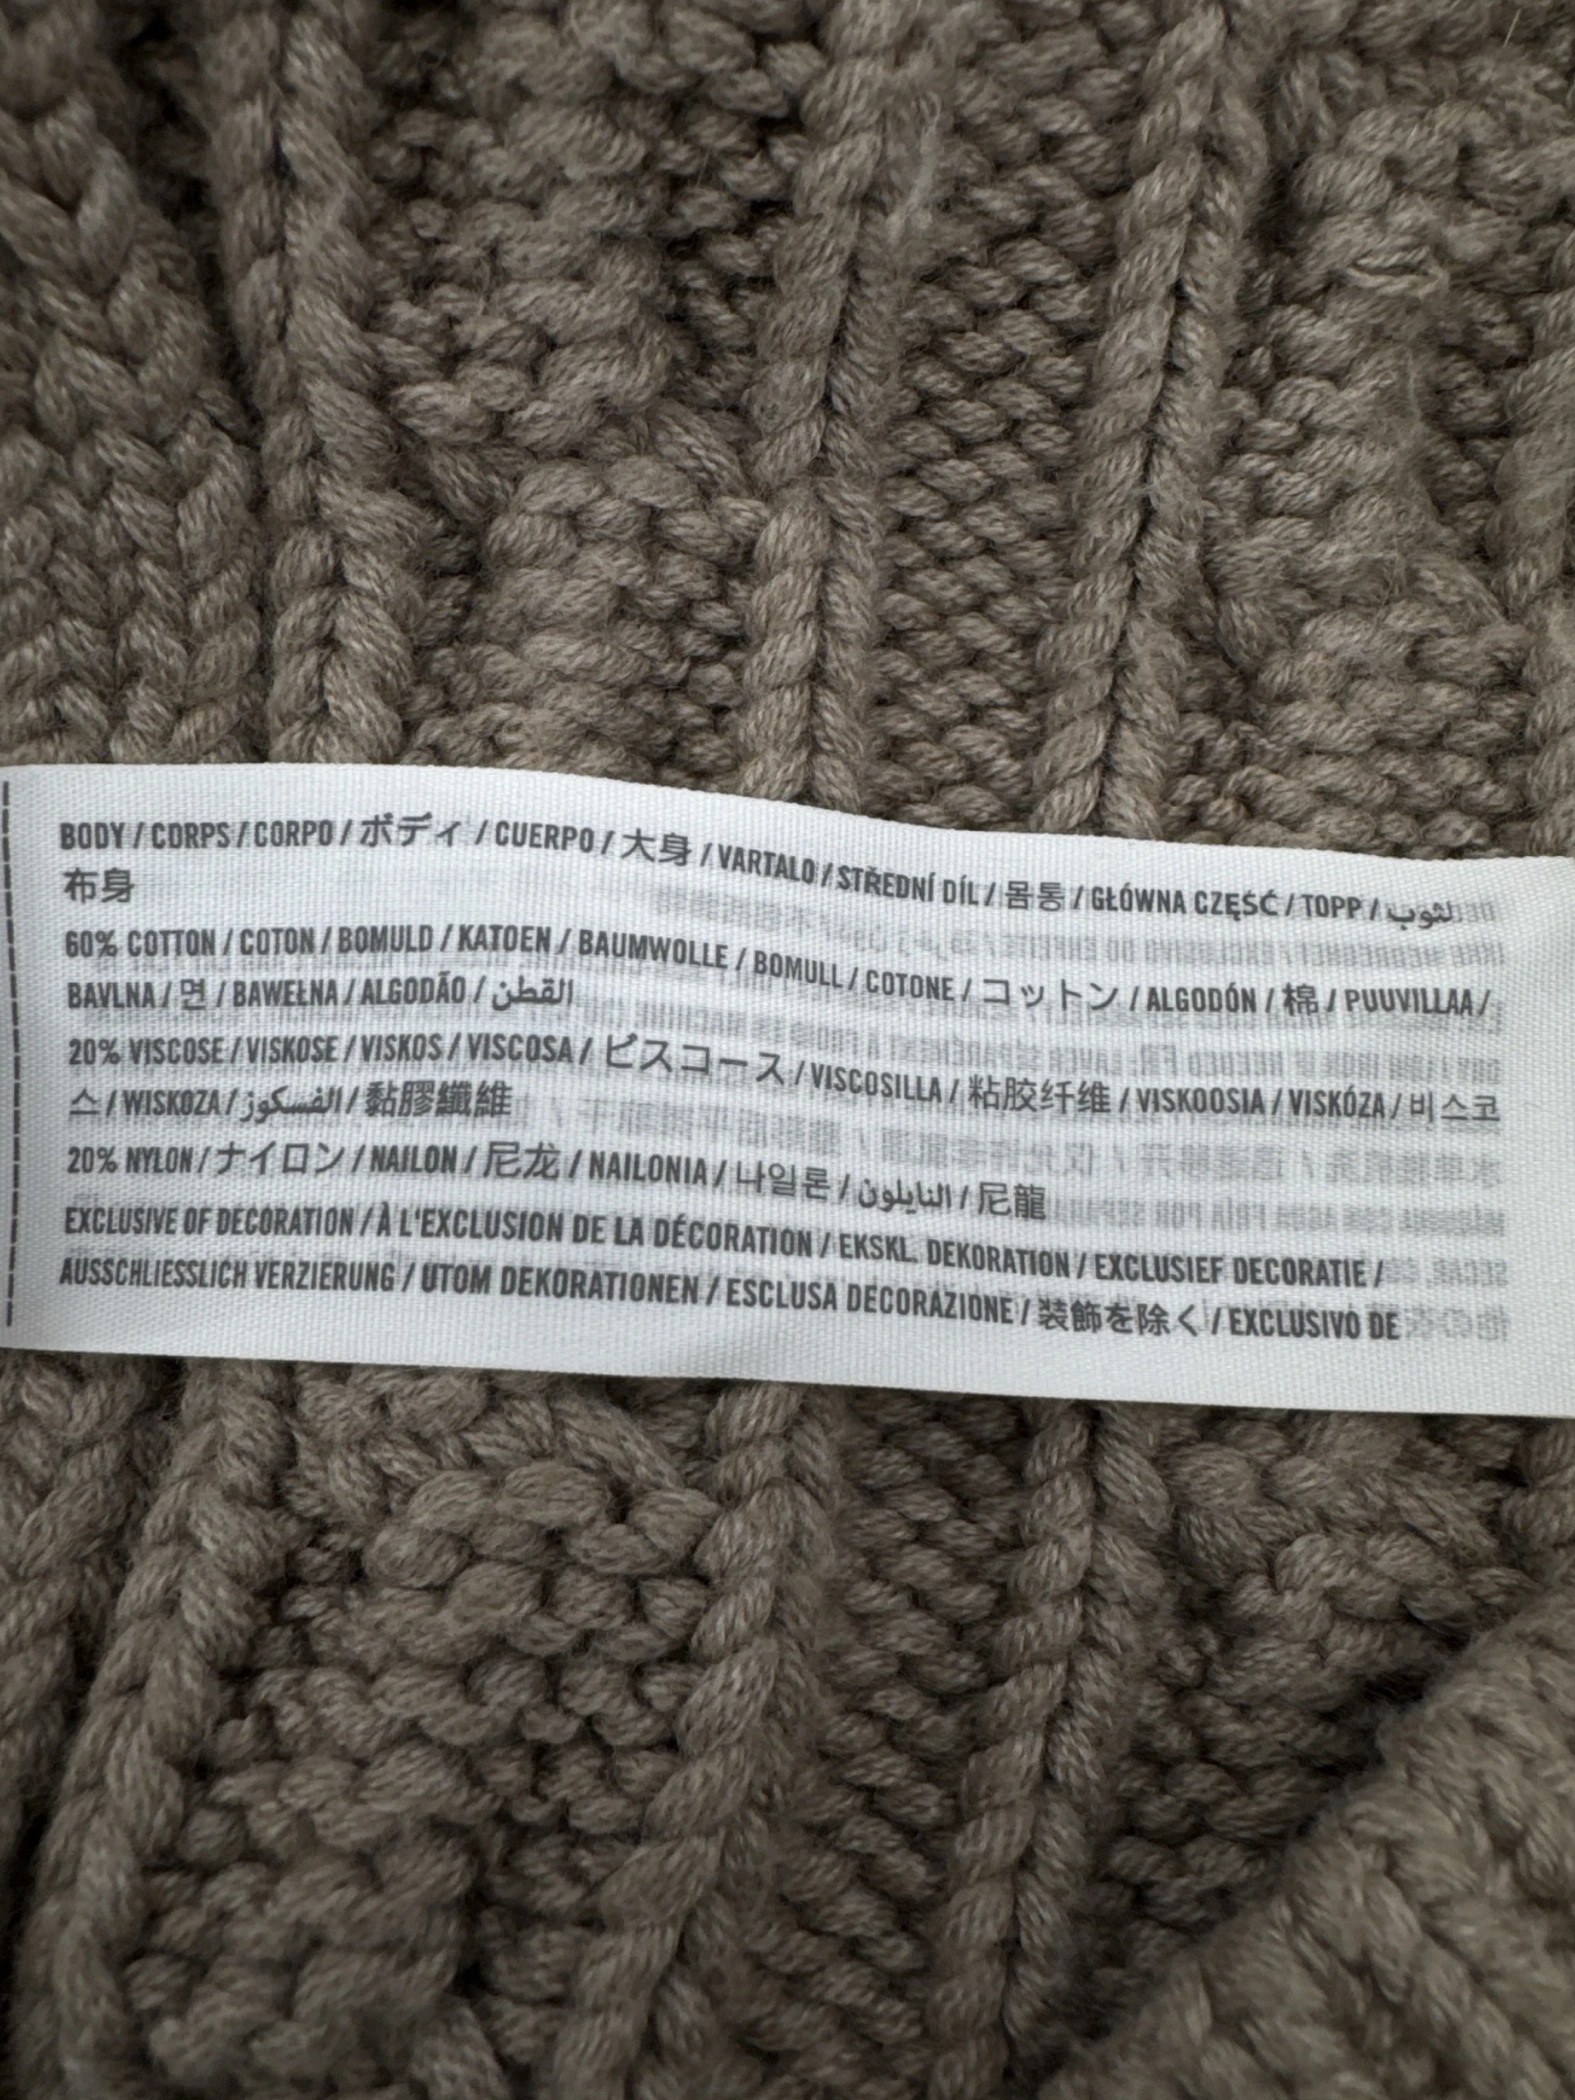 BODY / CORPS / CORPO / ボディ / CUERPO / 大身 / VARTALO / STŘEDNÍ DÍL / 몸통 / GŁÓWNA CZĘŚĆ / TOPP / الثوب
布身
60% COTTON / COTON / BOMULD / KATOEN / BAUMWOLLE / BOMULL / COTONE / コットン / ALGODÓN / 棉 / PUUVILLAA /
BAVLNA / 면 / BAWEŁNA / ALGODÃO / القطن
20% VISCOSE / VISKOSE / VISKOS / VISCOSA / ビスコース / VISCOSILLA / 粘胶纤维 / VISKOOSIA / VISKÓZA / 비스코
스 / WISKOZA / الفسكوز / 黏膠纖維
20% NYLON / ナイロン / NAILON / 尼龙 / NAILONIA / 나일론 / النايلون / 尼龍
EXCLUSIVE OF DECORATION / À L'EXCLUSION DE LA DÉCORATION / EKSKL. DEKORATION / EXCLUSIEF DECORATIE /
AUSSCHLIESSLICH VERZIERUNG / UTOM DEKORATIONEN / ESCLUSA DECORAZIONE / 装飾を除く / EXCLUSIVO DE